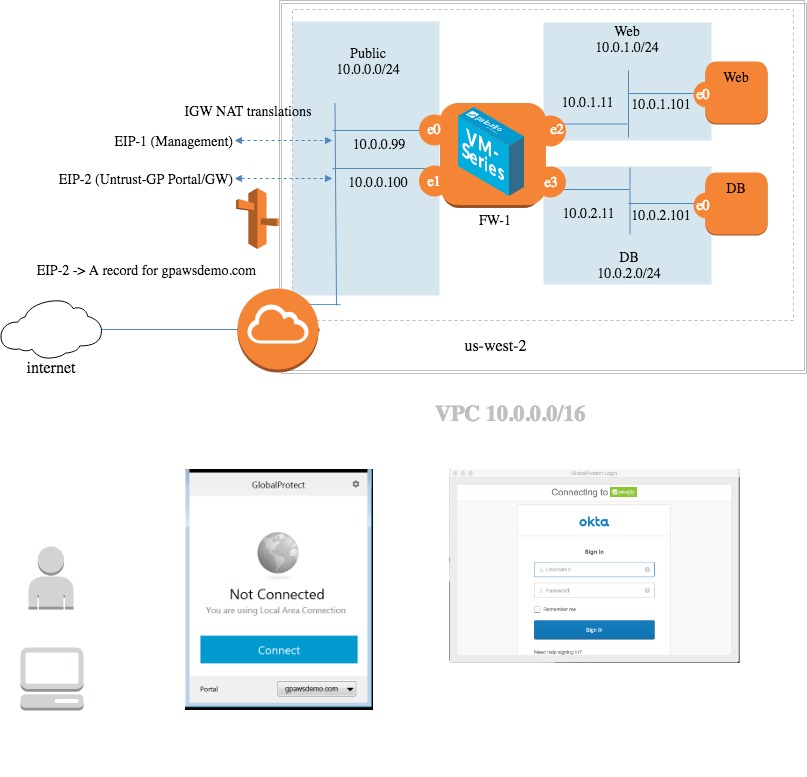 Public
10.0.0.0/24
Web
10.0.1.0/24
IGW NAT translations
EIP-1 (Management)
10.0.0.99
e0
e2
10.0.1.11
10.0.1.101
e0
Web
EIP-2 (Untrust-GP Portal/GW)
10.0.0.100
e1
VM-
Series
e3
FW-1
10.0.2.11
10.0.2.101
e0
DB
DB
10.0.2.0/24
EIP-2 -> A record for gpawsdemo.com
internet
us-west-2
VPC 10.0.0.0/16
GlobalProtect
Not Connected
You are using Local Area Connection
Connect
Portal
gpawsdemo.com
GlobalProtect Login
Connecting to
okta
Sign In
Username
Password
Remember me
Sign In
Need help signing in?